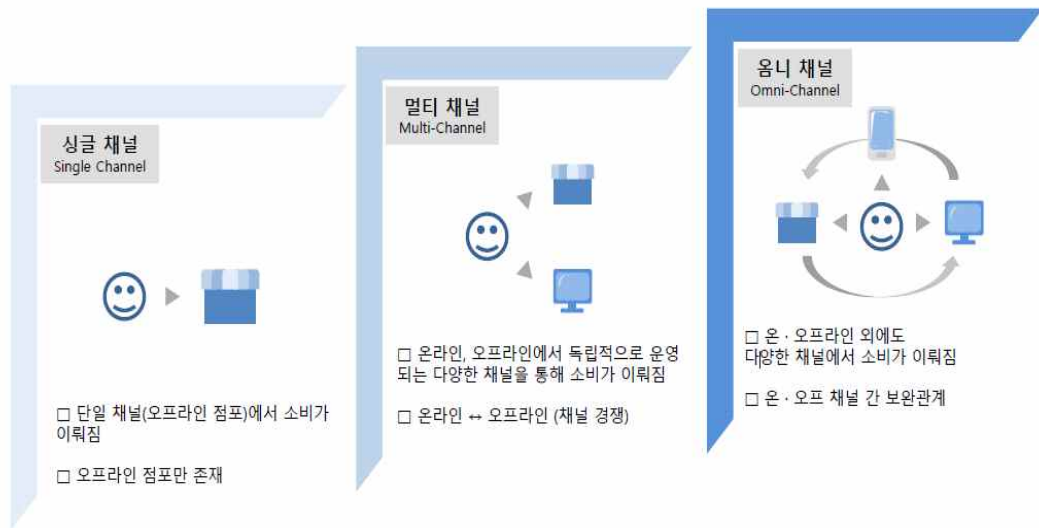 싱글 채널
Single Channel
□ 단일 채널(오프라인 점포)에서 소비가
이뤄짐
□ 오프라인 점포만 존재
멀티 채널
Multi-Channel
□ 온라인, 오프라인에서 독립적으로 운영
되는 다양한 채널을 통해 소비가 이뤄짐
□ 온라인 ↔ 오프라인 (채널 경쟁)
옴니 채널
Omni-Channel
□ 온 · 오프라인 외에도
다양한 채널에서 소비가 이뤄짐
□ 온 · 오프 채널 간 보완관계